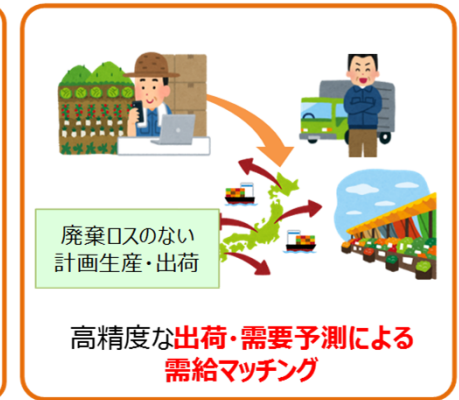 廃棄ロスのない
計画生産・出荷
高精度な出荷・需要予測による
需給マッチング